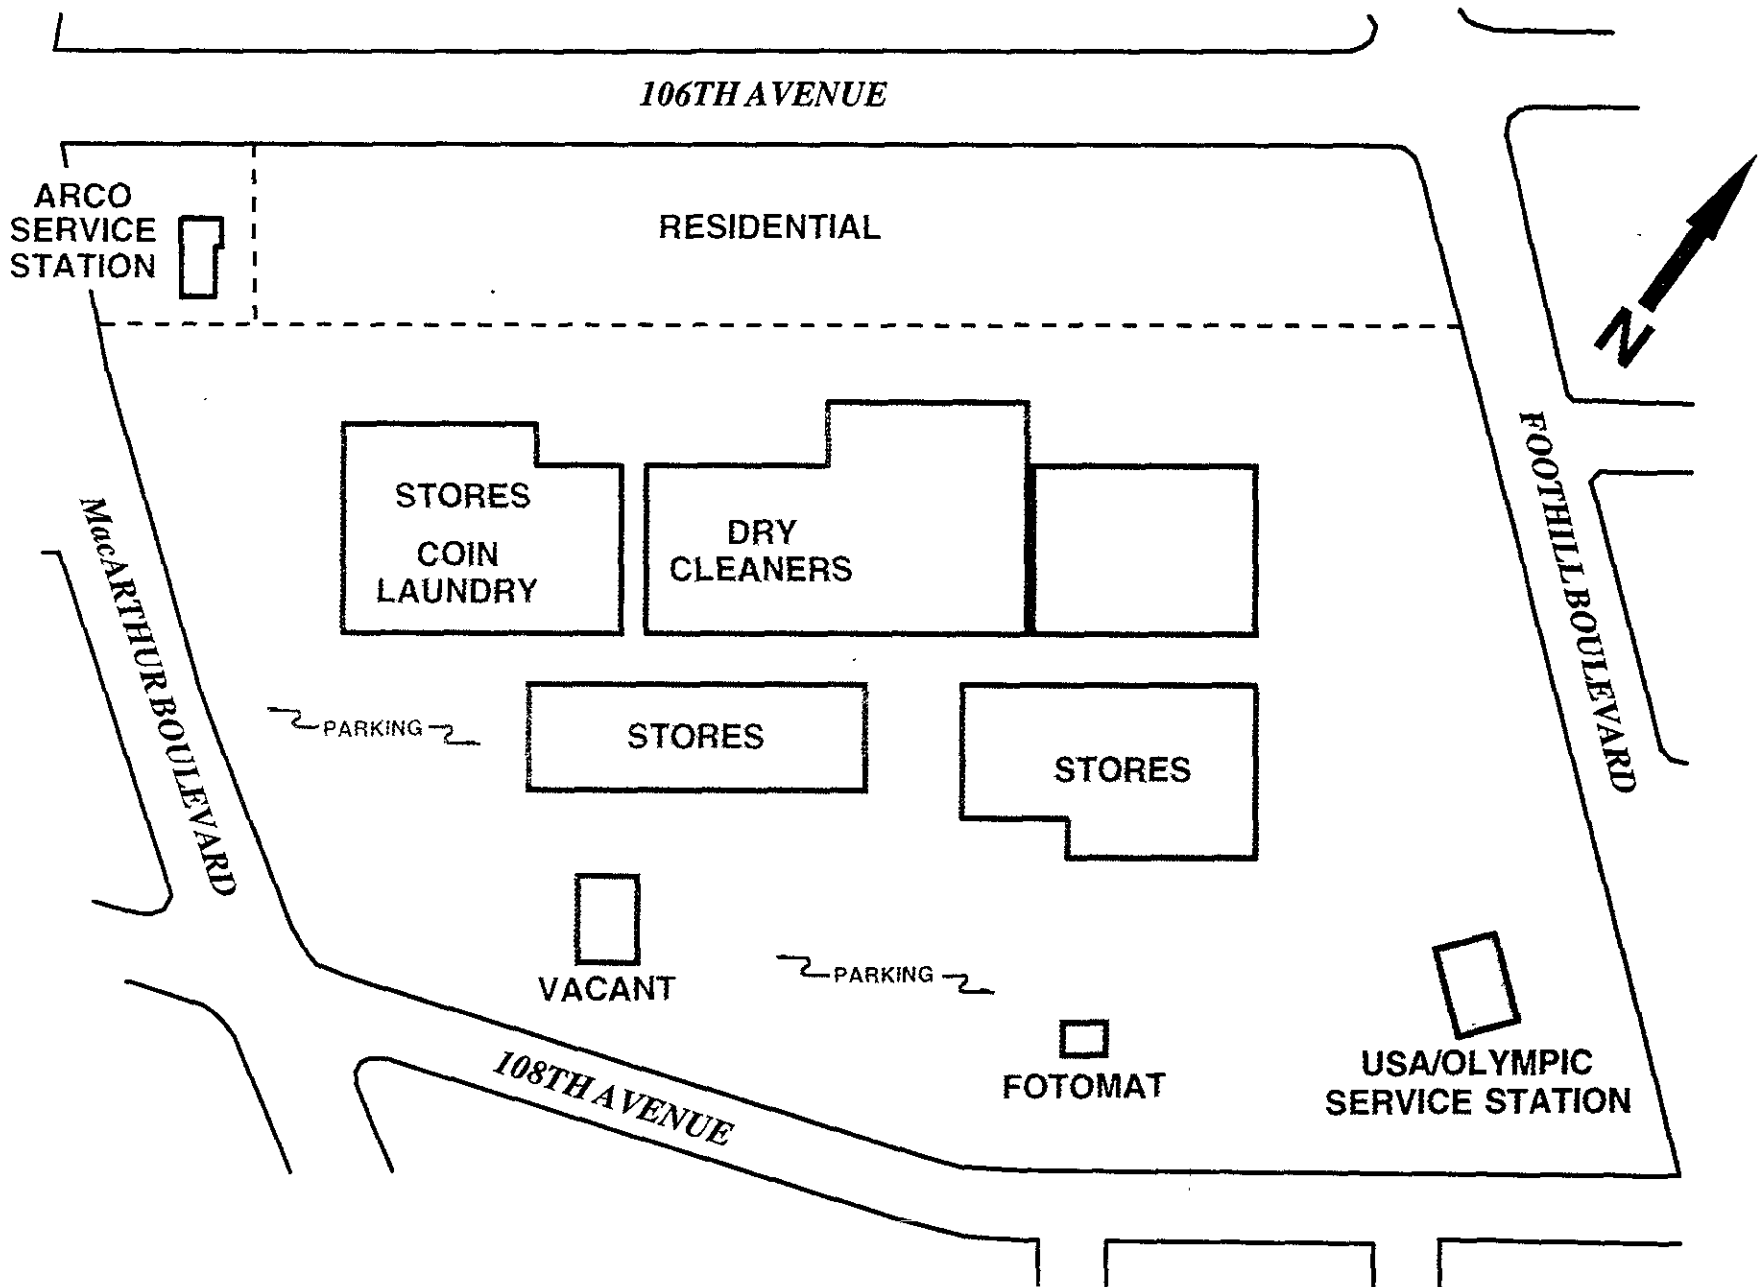 106TH AVENUE
ARCO
SERVICE
STATION
RESIDENTIAL
N
FOOTHILL BOULEVARD
MacARTHUR BOULEVARD
STORES
COIN
LAUNDRY
DRY
CLEANERS
PARKING
STORES
STORES
VACANT
PARKING
FOTOMAT
USA/OLYMPIC
SERVICE STATION
108TH AVENUE